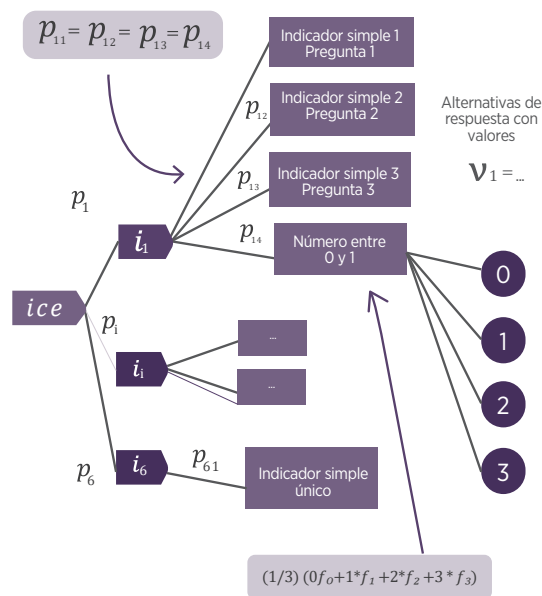 p₁₁= p₁₂= p₁₃= p₁₄
Indicador simple 1
Pregunta 1
Indicador simple 2
Pregunta 2
p₁₂
Alternativas de
respuesta con
valores
ν₁ = ...
Indicador simple 3
Pregunta 3
p₁₃
p₁
p₁₄
i₁
Número entre
0 y 1
0
ice
pᵢ
1
...
iᵢ
...
2
p₆
i₆
p₆₁
Indicador simple
único
3
(1/3) (0f₀+1*f₁+2*f₂+3*f₃)